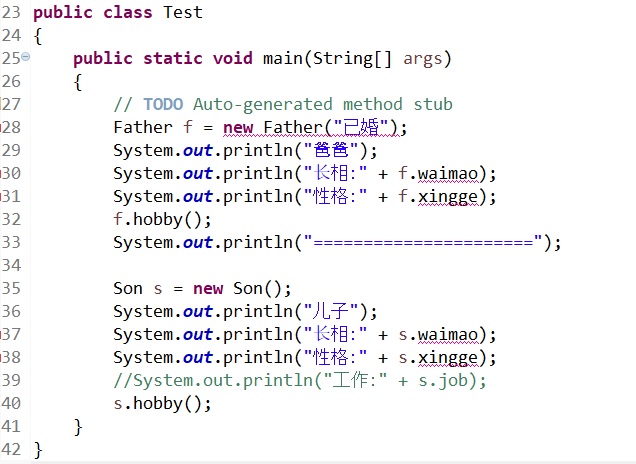 23 public class Test
24 {
25 public static void main(String[] args)
26 {
27 // TODO Auto-generated method stub
28 Father f = new Father("已婚");
29 System.out.println("爸爸");
30 System.out.println("长相:" + f.waimao);
31 System.out.println("性格:" + f.xingge);
32 f.hobby();
33 System.out.println("======================");
34
35 Son s = new Son();
36 System.out.println("儿子");
37 System.out.println("长相:" + s.waimao);
38 System.out.println("性格:" + s.xingge);
39 //System.out.println("工作:" + s.job);
40 s.hobby();
41 }
42 }